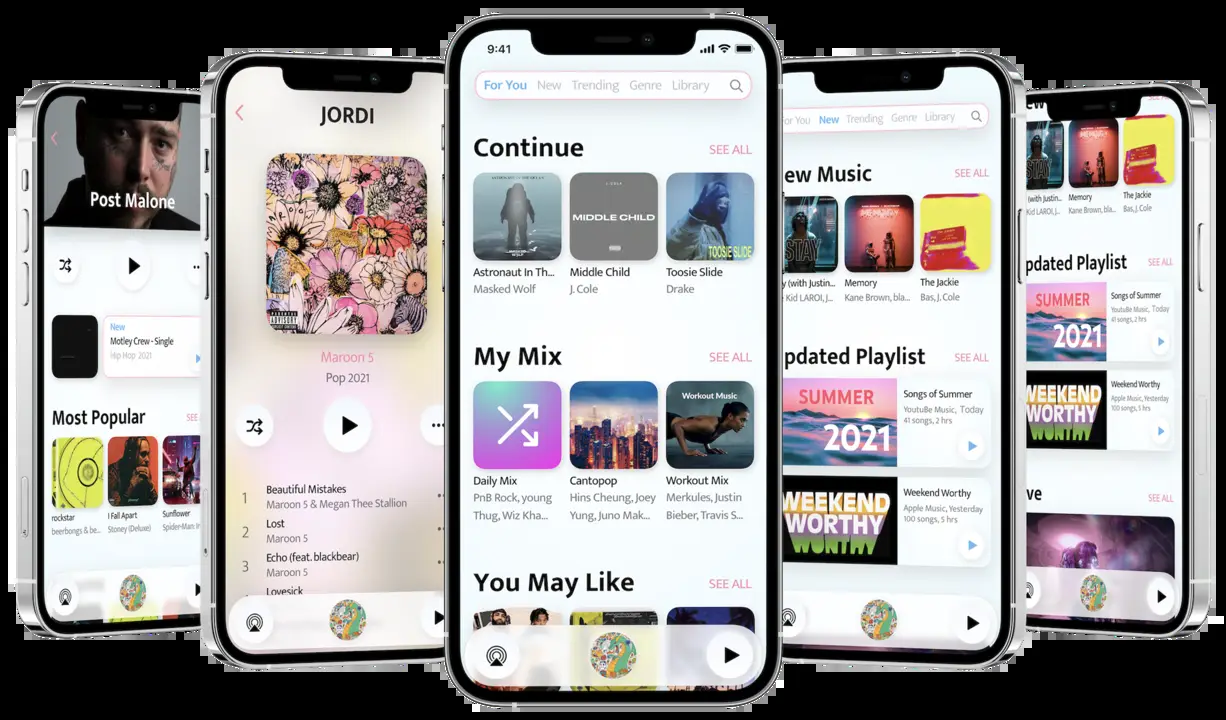 Post Malone
New
Motley Crew - Single
Hip Hop 2021
Most Popular
SEE
rockstar
beerbongs & be...
I Fall Apart
Stoney (Deluxe)
Sunflower
Spider-Man: In
JORDI
PARENTAL
ADVISORY
EXPLICIT CONTENT
Maroon 5
Pop 2021
1
Beautiful Mistakes
Maroon 5 & Megan Thee Stallion
2
Lost
Maroon 5
3
Echo (feat. blackbear)
Maroon 5
Lovesick
9:41
For You New Trending Genre Library
Continue
SEE ALL
MIDDLE CHILD
TOOSIE SLIDE
Astronaut In Th...
Masked Wolf
Middle Child
J. Cole
Toosie Slide
Drake
My Mix
SEE ALL
Workout Music
Daily Mix
PnB Rock, young
Thug, Wiz Kha...
Cantopop
Hins Cheung, Joey
Yung, Juno Mak...
Workout Mix
Merkules, Justin
Bieber, Travis S...
You May Like
SEE ALL
or You New Trending Genre Library
ew Music
SEE ALL
STAY
MEMORY
y (with Justin...
Kid LAROI, J...
Memory
Kane Brown, bla...
The Jackie
Bas, J. Cole
pdated Playlist
SEE ALL
SUMMER
2021
Songs of Summer
YoutuBe Music, Today
41 songs, 2 hrs
WEEKEND
WORTHY
Weekend Worthy
Apple Music, Yesterday
100 songs, 5 hrs
ew
STAY
MEMORY
(with Justin...
Kid LAROI, J...
Memory
Kane Brown, bla...
The Jackie
Bas, J. Cole
pdated Playlist
SEE ALL
SUMMER
2021
Songs of Summer
YoutuBe Music, Today
41 songs, 2 hrs
WEEKEND
WORTHY
Weekend Worthy
Apple Music, Yesterday
100 songs, 5 hrs
ve
SEE ALL